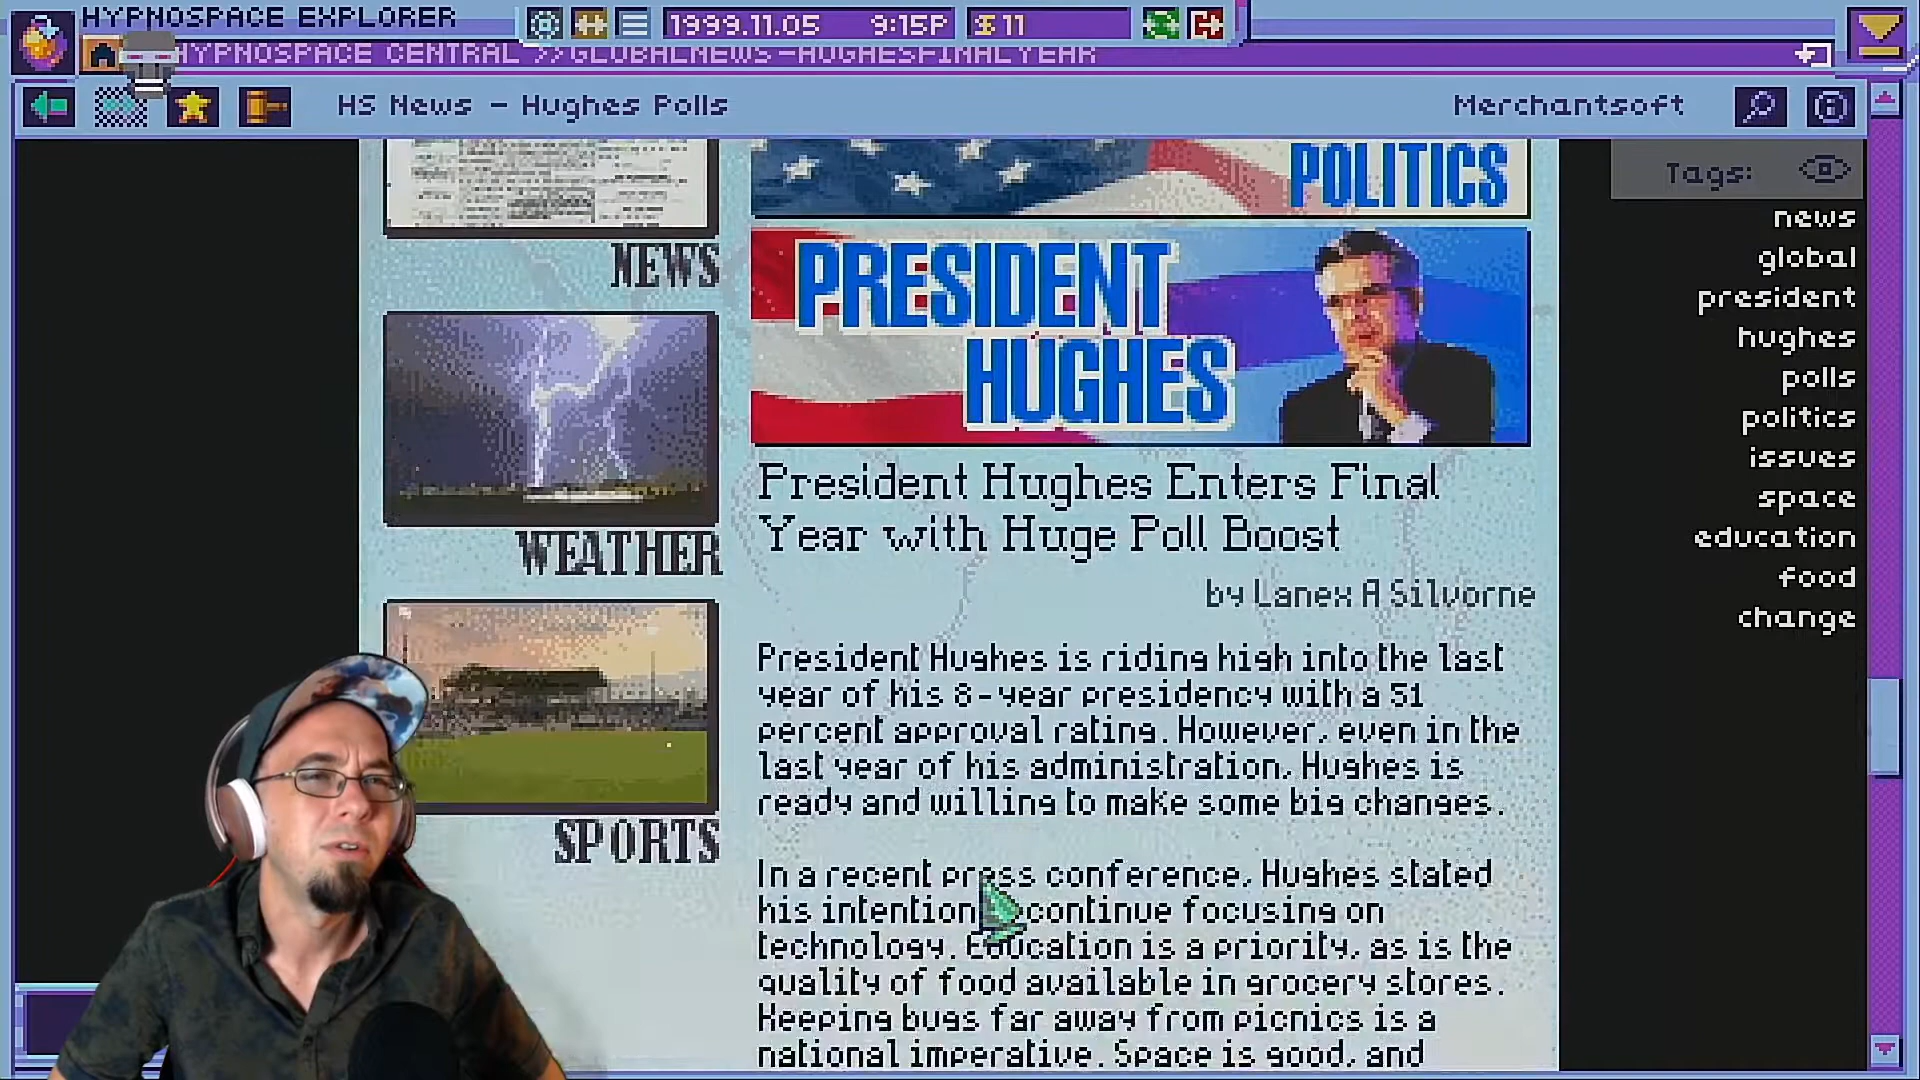 HYPNOSPACE EXPLORER
1999.11.05 9:15P
11
HYPNOSPACE CENTRAL >>GLOBALNEWS-HUGHESFINALYEAR
HS News - Hughes Polls
Merchantsoft
Tags:
news
global
president
hughes
polls
politics
issues
space
education
food
change
NEWS
WEATHER
SPORTS
POLITICS
PRESIDENT
HUGHES
President Hughes Enters Final
Year with Huge Poll Boost
by Lanex A Silvorne
President Hughes is riding high into the last
year of his 8-year presidency with a 51
percent approval rating. However, even in the
last year of his administration, Hughes is
ready and willing to make some big changes.
In a recent press conference, Hughes stated
his intention continue focusing on
technology. Education is a priority, as is the
quality of food available in grocery stores.
Keeping bugs far away from picnics is a
national imperative. Space is good, and